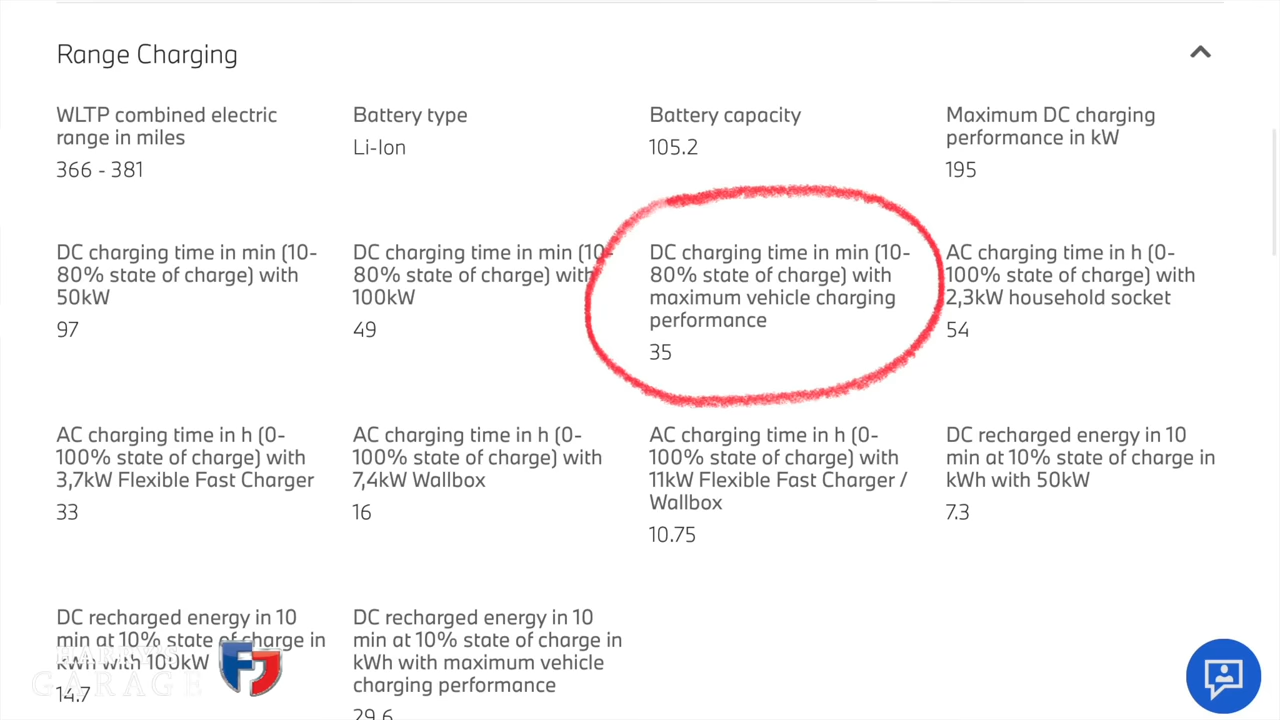 Range Charging
WLTP combined electric
range in miles
366 - 381
Battery type
Li-Ion
Battery capacity
105.2
Maximum DC charging
performance in kW
195
DC charging time in min (10-
80% state of charge) with
50kW
97
DC charging time in min (10-
80% state of charge) with
100kW
49
DC charging time in min (10-
80% state of charge) with
maximum vehicle charging
performance
35
AC charging time in h (0-
100% state of charge) with
2,3kW household socket
54
AC charging time in h (0-
100% state of charge) with
3,7kW Flexible Fast Charger
33
AC charging time in h (0-
100% state of charge) with
7,4kW Wallbox
16
AC charging time in h (0-
100% state of charge) with
11kW Flexible Fast Charger /
Wallbox
10.75
DC recharged energy in 10
min at 10% state of charge in
kWh with 50kW
7.3
DC recharged energy in 10
min at 10% state of charge in
kWh with 100kW
14.7
DC recharged energy in 10
min at 10% state of charge in
kWh with maximum vehicle
charging performance
29.6
GARAGE